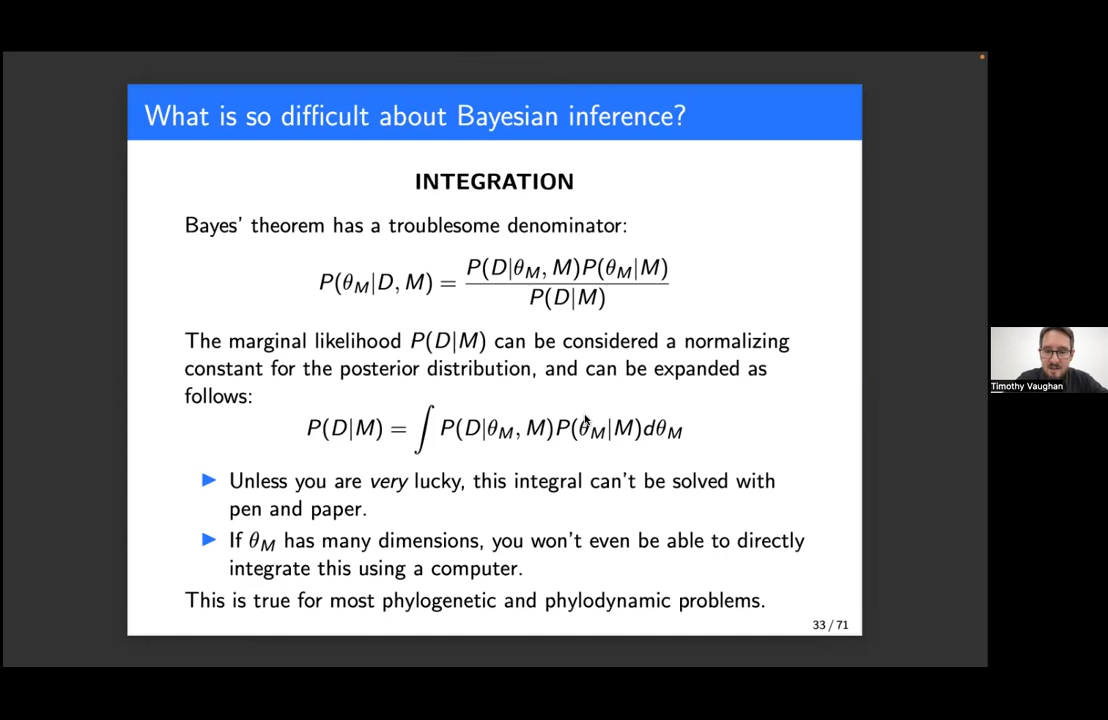 What is so difficult about Bayesian inference?
INTEGRATION
Bayes' theorem has a troublesome denominator:
P(θ_M|D, M) = \frac{P(D|θ_M, M)P(θ_M|M)}{P(D|M)}
The marginal likelihood P(D|M) can be considered a normalizing
constant for the posterior distribution, and can be expanded as
follows:
P(D|M) = ∫ P(D|θ_M, M)P(θ_M|M)dθ_M
▶ Unless you are very lucky, this integral can't be solved with
pen and paper.
▶ If θ_M has many dimensions, you won't even be able to directly
integrate this using a computer.
This is true for most phylogenetic and phylodynamic problems.
33 / 71
Timothy Vaughan